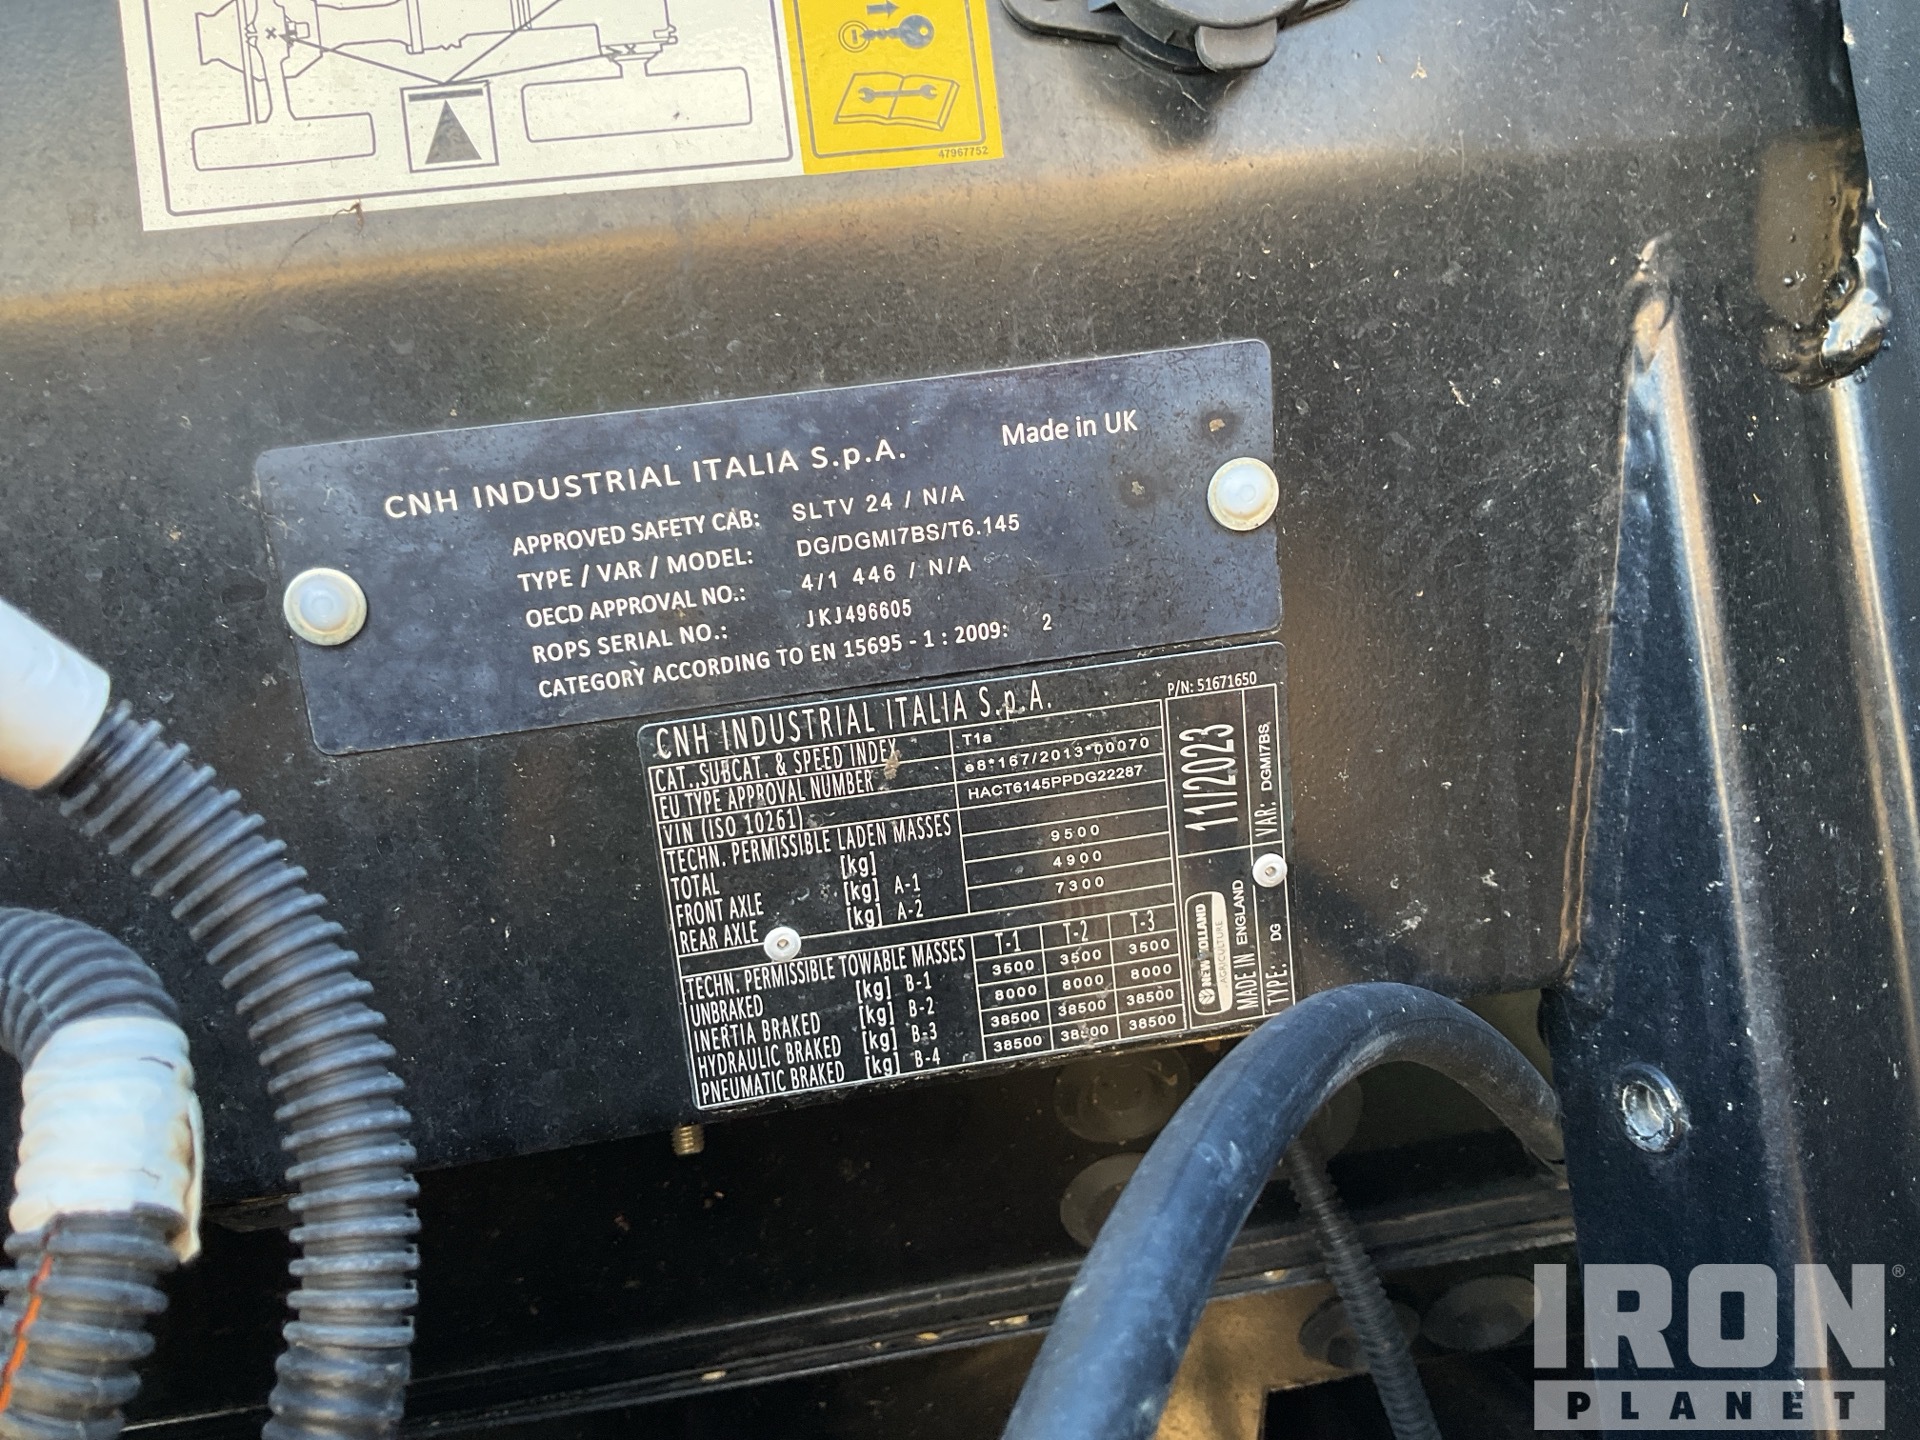 47967752
CNH INDUSTRIAL ITALIA S.p.A. Made in UK
APPROVED SAFETY CAB: SLTV 24 / N/A
TYPE / VAR / MODEL: DG/DGMI7BS/T6.145
OECD APPROVAL NO.: 4/1 446 / N/A
ROPS SERIAL NO.: JKJ496605
CATEGORY ACCORDING TO EN 15695 - 1 : 2009: 2
CNH INDUSTRIAL ITALIA S.p.A. P/N: 51671650
CAT.,SUBCAT. & SPEED INDEX T1a
EU TYPE APPROVAL NUMBER e8*167/2013*00070
VIN (ISO 10261) HACT6145PPDG22287
TECHN. PERMISSIBLE LADEN MASSES
TOTAL [kg] 9500
FRONT AXLE [kg] A-1 4900
REAR AXLE [kg] A-2 7300
TECHN. PERMISSIBLE TOWABLE MASSES T-1 T-2 T-3
UNBRAKED [kg] B-1 3500 3500 3500
INERTIA BRAKED [kg] B-2 8000 8000 8000
HYDRAULIC BRAKED [kg] B-3 38500 38500 38500
PNEUMATIC BRAKED [kg] B-4 38500 38500 38500
11/2023
NEW HOLLAND
AGRICULTURE
MADE IN ENGLAND
TYPE: DG VAR: DGMI7BS
IRON®
PLANET